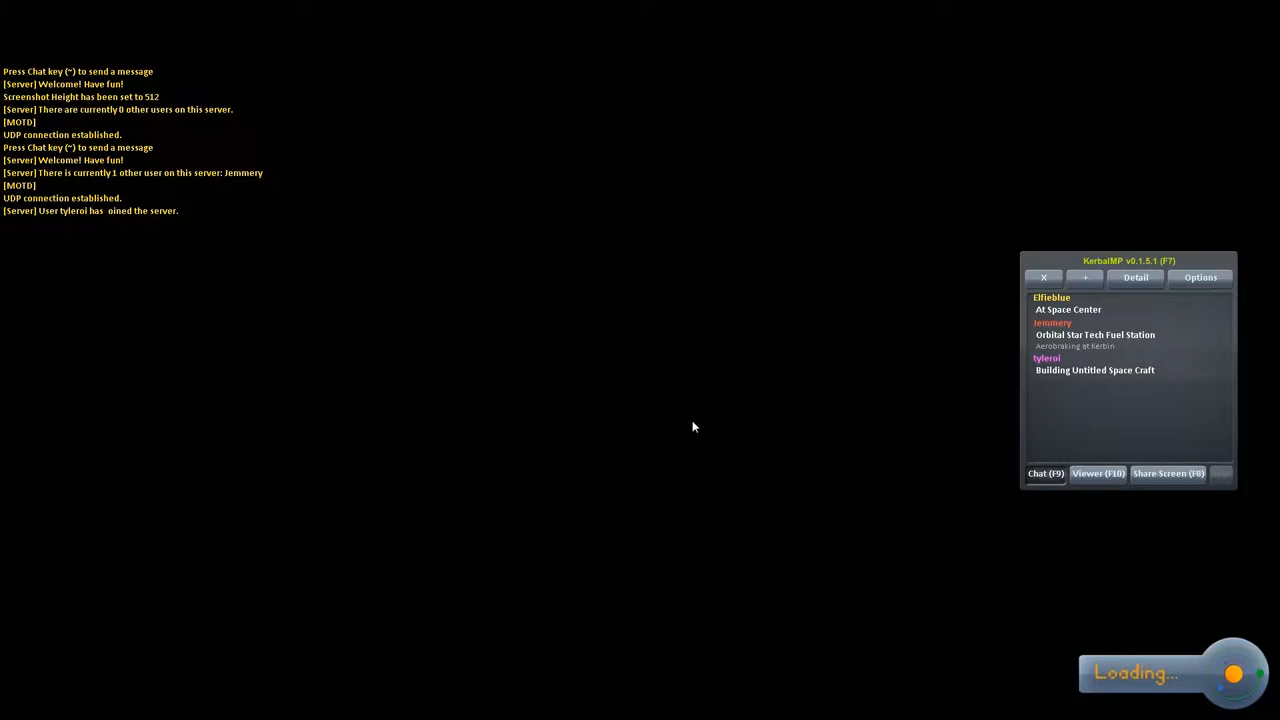 Press Chat key (~) to send a message
[Server] Welcome! Have fun!
Screenshot Height has been set to 512
[Server] There are currently 0 other users on this server.
[MOTD]
UDP connection established.
Press Chat key (~) to send a message
[Server] Welcome! Have fun!
[Server] There is currently 1 other user on this server: Jemmery
[MOTD]
UDP connection established.
[Server] User tyleroi has  oined the server.
KerbalMP v0.1.5.1 (F7)
X + Detail Options
Elfieblue
At Space Center
Jemmery
Orbital Star Tech Fuel Station
Aerobraking at Kerbin
tyleroi
Building Untitled Space Craft
Chat (F9) Viewer (F10) Share Screen (F8)
Loading...